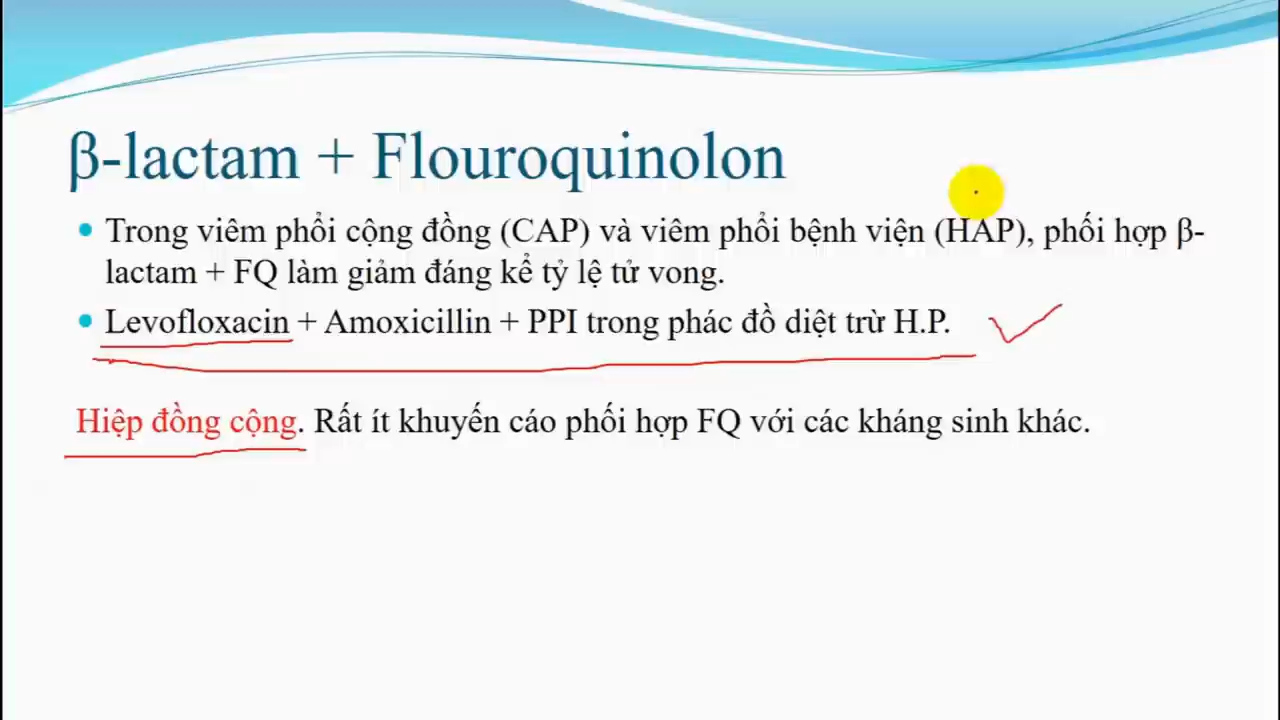 β-lactam + Flouroquinolon
• Trong viêm phổi cộng đồng (CAP) và viêm phổi bệnh viện (HAP), phối hợp β-
lactam + FQ làm giảm đáng kể tỷ lệ tử vong.
• Levofloxacin + Amoxicillin + PPI trong phác đồ diệt trừ H.P.
Hiệp đồng cộng. Rất ít khuyến cáo phối hợp FQ với các kháng sinh khác.